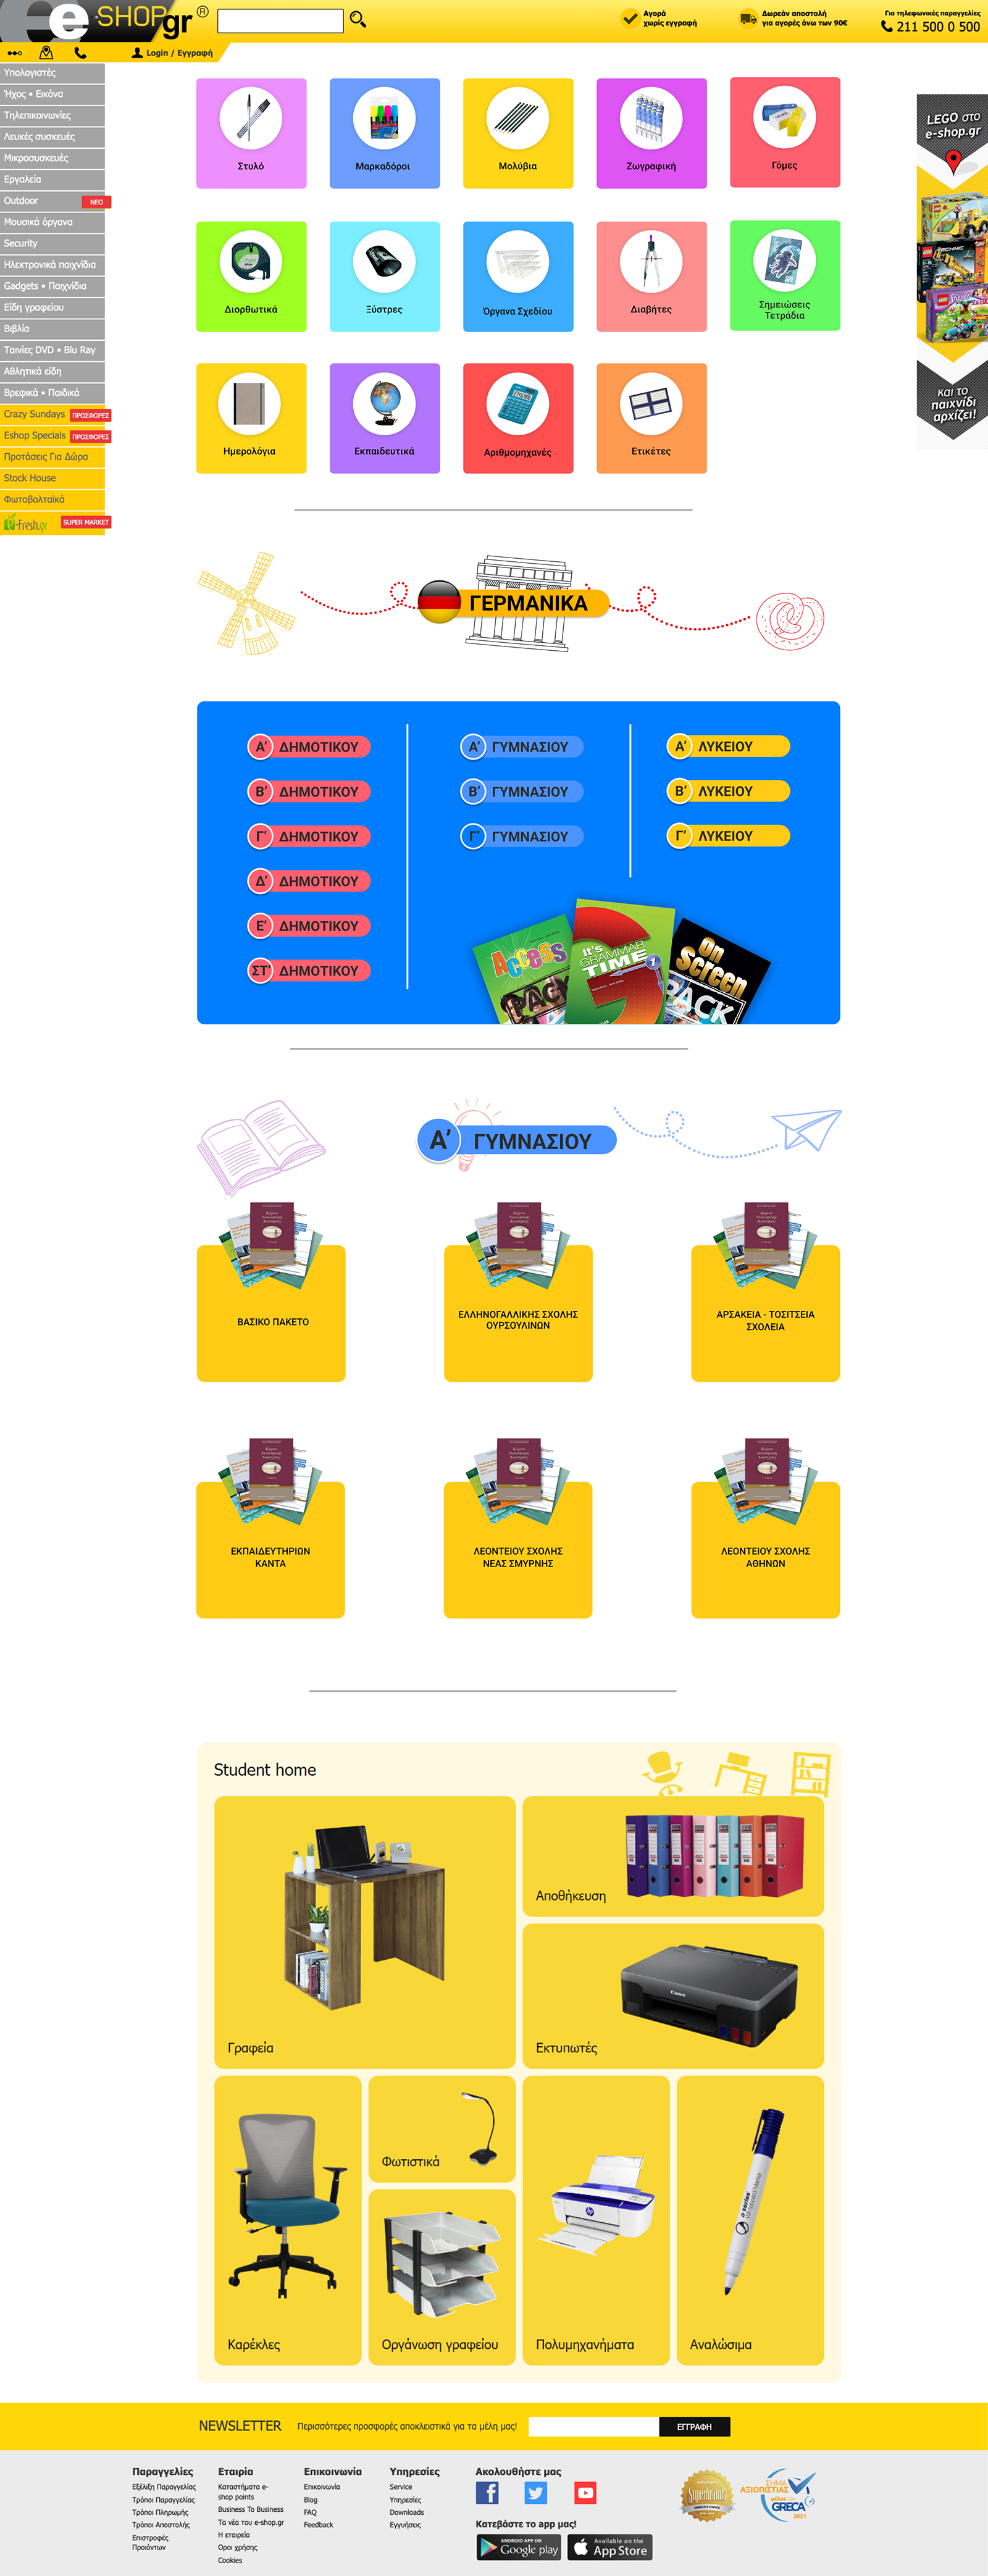 e-SHOP.gr ®
Αγορά
χωρίς εγγραφή
Δωρεάν αποστολή
για αγορές άνω των 90€
Για τηλεφωνικές παραγγελίες
211 500 0 500
Login / Εγγραφή
Υπολογιστές
Ήχος • Εικόνα
Τηλεπικοινωνίες
Λευκές συσκευές
Μικροσυσκευές
Εργαλεία
Outdoor ΝΕΟ
Μουσικά όργανα
Security
Ηλεκτρονικά παιχνίδια
Gadgets • Παιχνίδια
Είδη γραφείου
Βιβλία
Ταινίες DVD • Blu Ray
Αθλητικά είδη
Βρεφικά • Παιδικά
Crazy Sundays ΠΡΟΣΦΟΡΕΣ
Eshop Specials ΠΡΟΣΦΟΡΕΣ
Προτάσεις Για Δώρα
Stock House
Φωτοβολταϊκά
e-Fresh.gr SUPER MARKET
Στυλό
Μαρκαδόροι
Μολύβια
Ζωγραφική
Γόμες
Διορθωτικά
Ξύστρες
Όργανα Σχεδίου
Διαβήτες
Σημειώσεις
Τετράδια
Ημερολόγια
Εκπαιδευτικά
Αριθμομηχανές
Ετικέτες
LEGO στο
e-shop.gr
TECHNIC
Friends
και το
παιχνίδι
αρχίζει!
ΓΕΡΜΑΝΙΚΑ
Α’ ΔΗΜΟΤΙΚΟΥ
Β’ ΔΗΜΟΤΙΚΟΥ
Γ’ ΔΗΜΟΤΙΚΟΥ
Δ’ ΔΗΜΟΤΙΚΟΥ
Ε’ ΔΗΜΟΤΙΚΟΥ
ΣΤ’ ΔΗΜΟΤΙΚΟΥ
Α’ ΓΥΜΝΑΣΙΟΥ
Β’ ΓΥΜΝΑΣΙΟΥ
Γ’ ΓΥΜΝΑΣΙΟΥ
Α’ ΛΥΚΕΙΟΥ
Β’ ΛΥΚΕΙΟΥ
Γ’ ΛΥΚΕΙΟΥ
Access
PACK
It's
GRAMMAR
TIME
1
On
Screen
PACK
Α’ ΓΥΜΝΑΣΙΟΥ
ΒΑΣΙΚΟ ΠΑΚΕΤΟ
ΕΛΛΗΝΟΓΑΛΛΙΚΗΣ ΣΧΟΛΗΣ
ΟΥΡΣΟΥΛΙΝΩΝ
ΑΡΣΑΚΕΙΑ - ΤΟΣΙΤΣΕΙΑ
ΣΧΟΛΕΙΑ
ΕΚΠΑΙΔΕΥΤΗΡΙΩΝ
ΚΑΝΤΑ
ΛΕΟΝΤΕΙΟΥ ΣΧΟΛΗΣ
ΝΕΑΣ ΣΜΥΡΝΗΣ
ΛΕΟΝΤΕΙΟΥ ΣΧΟΛΗΣ
ΑΘΗΝΩΝ
Student home
Γραφεία
Αποθήκευση
Canon
Εκτυπωτές
Καρέκλες
Φωτιστικά
Οργάνωση γραφείου
hp
Πολυμηχανήματα
a series
Whiteboard Marker
Αναλώσιμα
NEWSLETTER
Περισσότερες προσφορές αποκλειστικά για τα μέλη μας!
ΕΓΓΡΑΦΗ
Παραγγελίες
Εξέλιξη Παραγγελίας
Τρόποι Παραγγελίας
Τρόποι Πληρωμής
Τρόποι Αποστολής
Επιστροφές
Προιόντων
Εταιρία
Καταστήματα e-
shop points
Business To Business
Τα νέα του e-shop.gr
Η εταιρεία
Οροι χρήσης
Cookies
Επικοινωνία
Επικοινωνία
Blog
FAQ
Feedback
Υπηρεσίες
Service
Υπηρεσίες
Downloads
Εγγυήσεις
Ακολουθήστε μας
Κατεβάστε το app μας!
ANDROID APP ON
Google play
Available on the
App Store
Superbrands
ΣΗΜΑ
ΑΞΙΟΠΙΣΤΙΑΣ
μέλος του
GRECA
2021